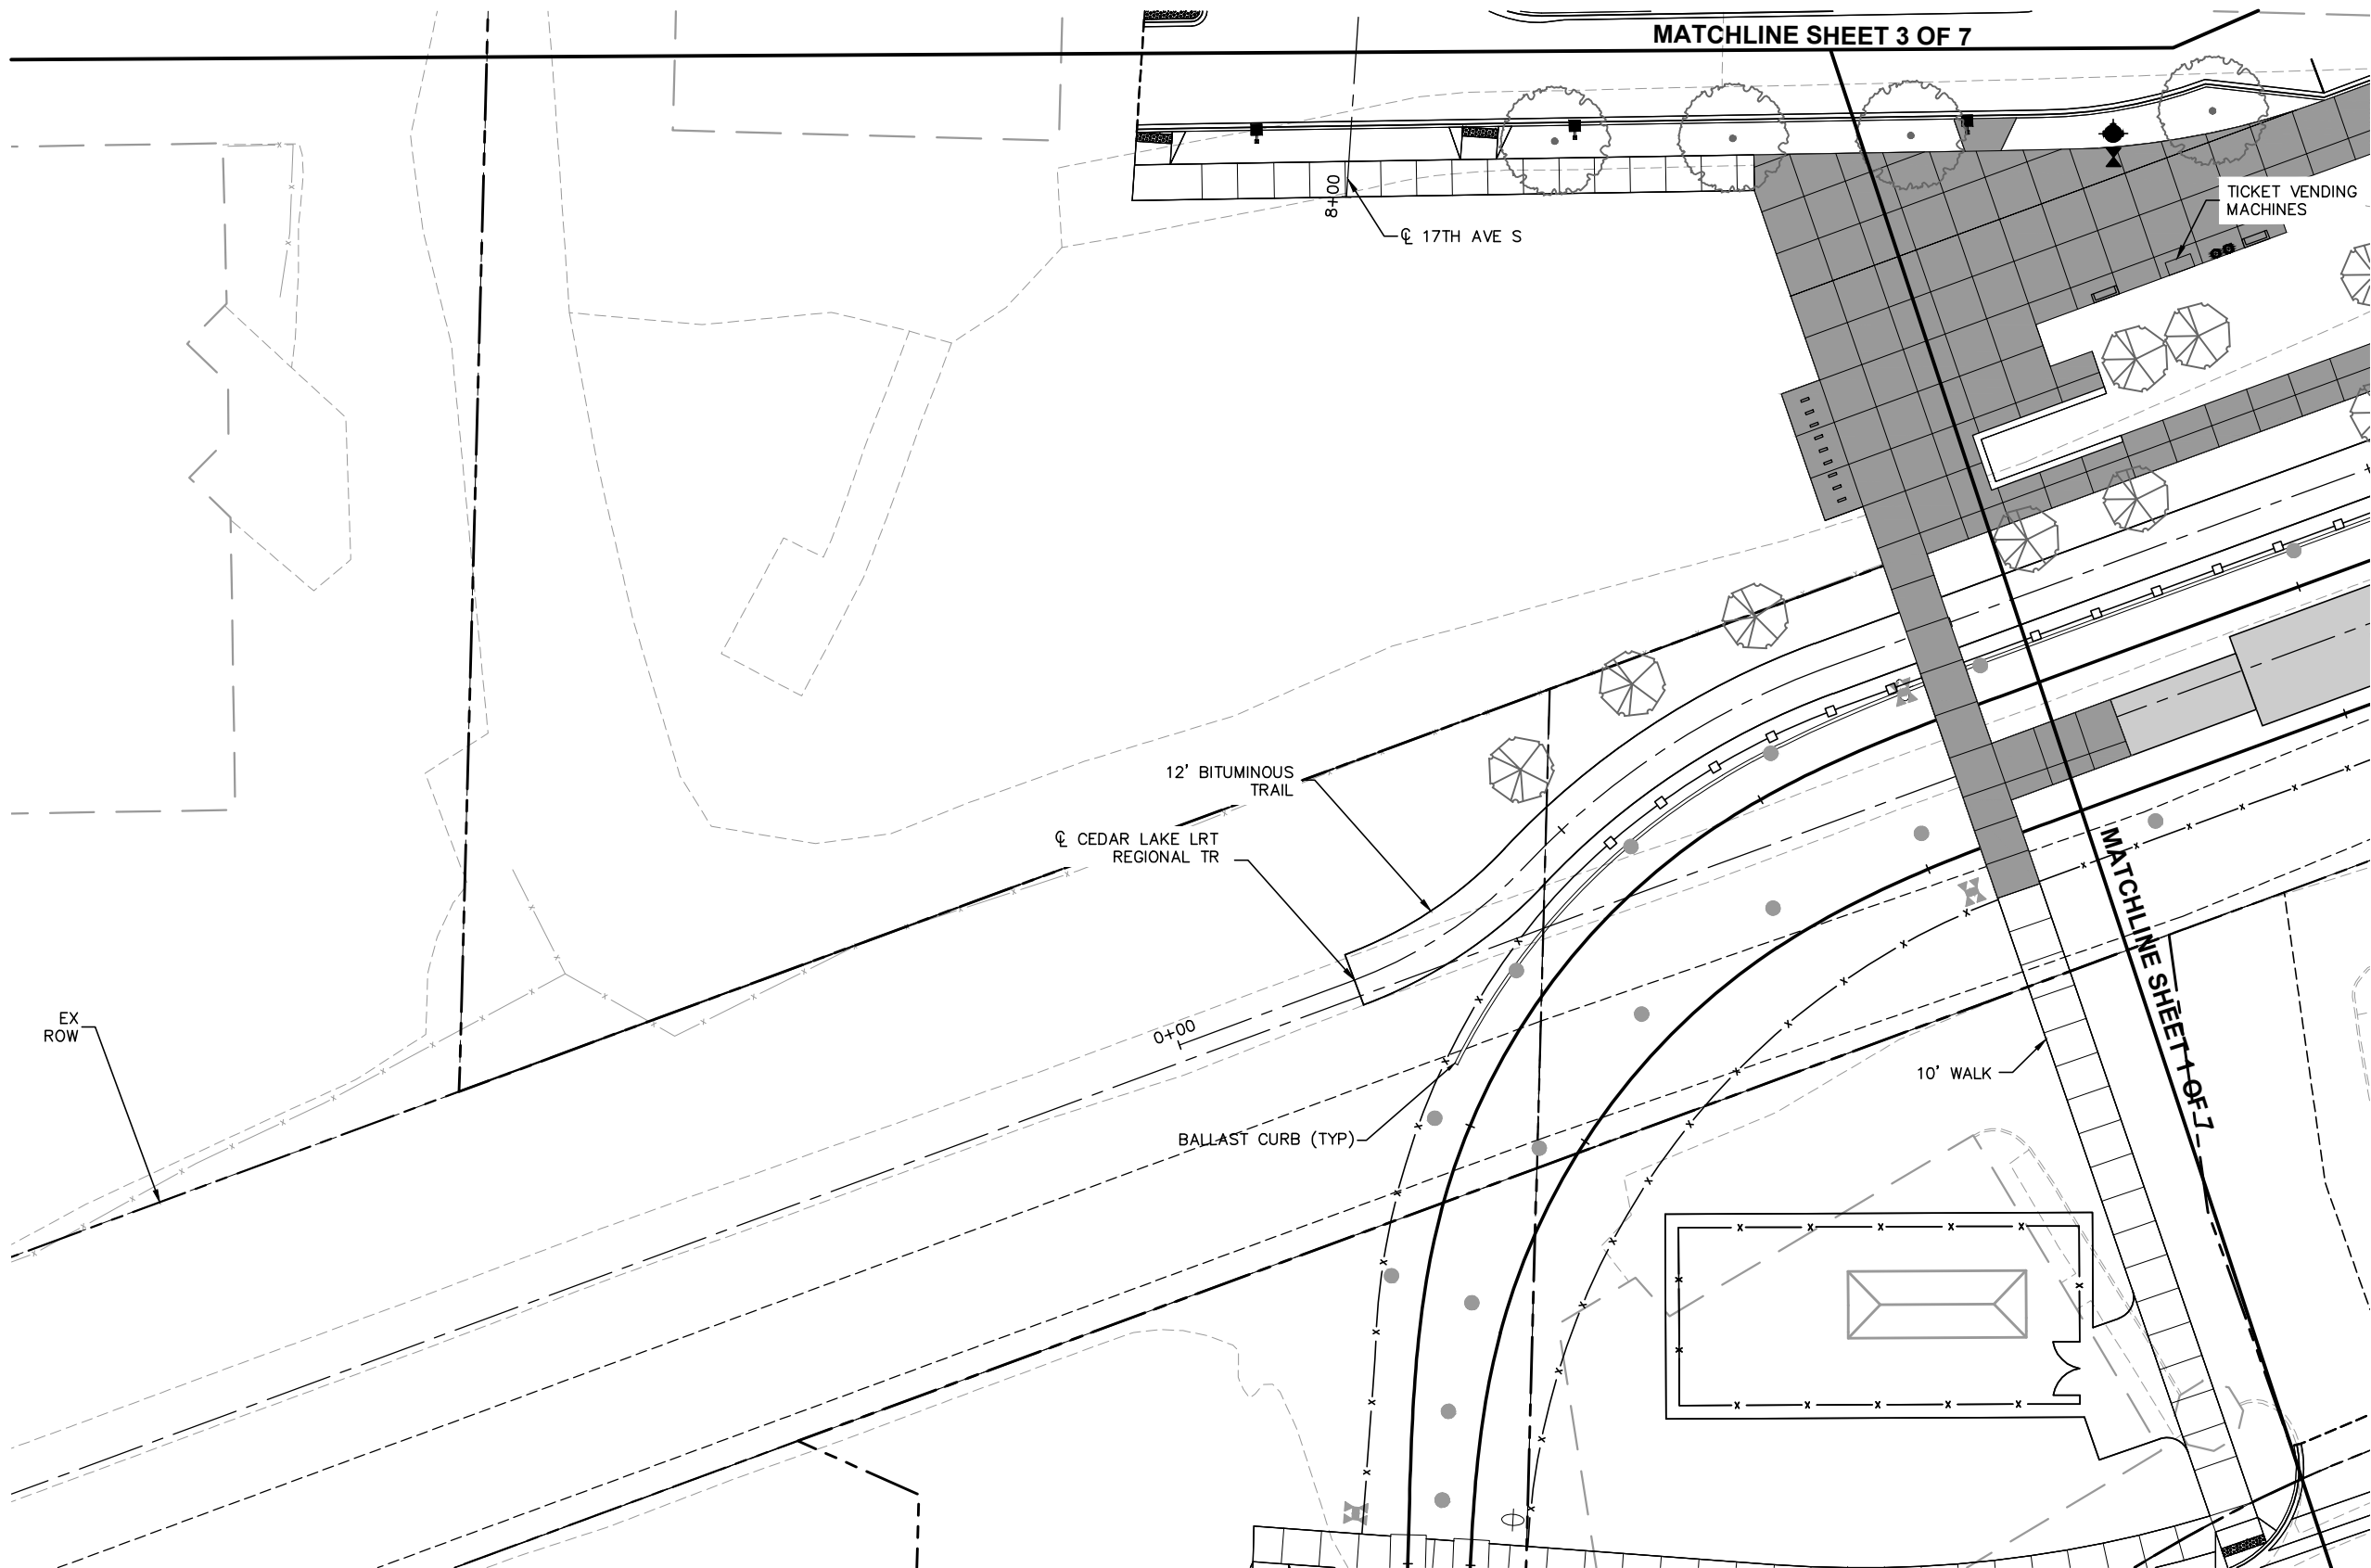 MATCHLINE SHEET 3 OF 7
TICKET VENDING
MACHINES
8+00
℄ 17TH AVE S
12' BITUMINOUS
TRAIL
℄ CEDAR LAKE LRT
REGIONAL TR
MATCHLINE SHEET 1 OF 7
EX
ROW
0+00
10' WALK
BALLAST CURB (TYP)